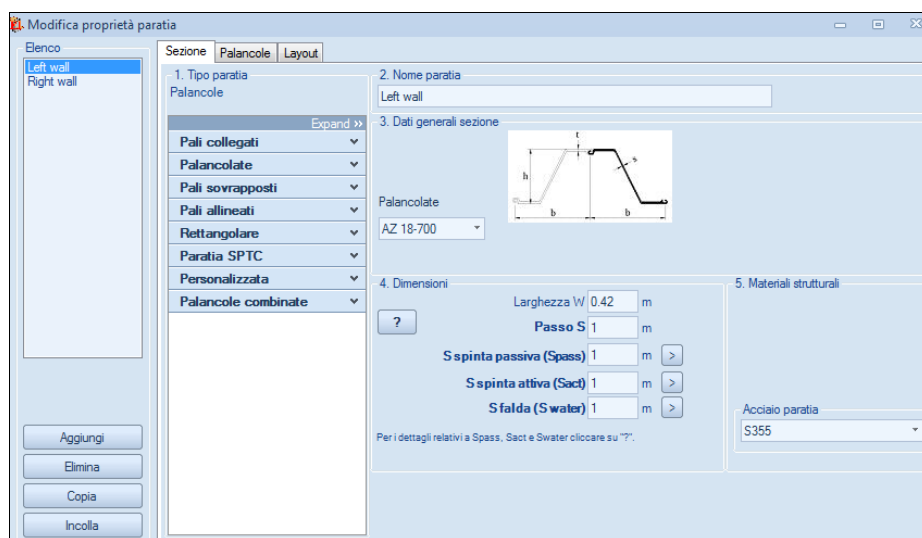 Modifica proprietà paratia
Elenco
Left wall
Right wall
Aggiungi
Elimina
Copia
Incolla
Sezione
Palancole
Layout
1. Tipo paratia
Palancole
Expand »
Pali collegati
Palancolate
Pali sovrapposti
Pali allineati
Rettangolare
Paratia SPTC
Personalizzata
Palancole combinate
2. Nome paratia
Left wall
3. Dati generali sezione
t
h
s
b
b
Palancolate
AZ 18-700
4. Dimensioni
?
Larghezza W 0.42 m
Passo S 1 m
S spinta passiva (Spass) 1 m >
S spinta attiva (Sact) 1 m >
S falda (S water) 1 m >
Per i dettagli relativi a Spass, Sact e Swater cliccare su "?".
5. Materiali strutturali
Acciaio paratia
S355